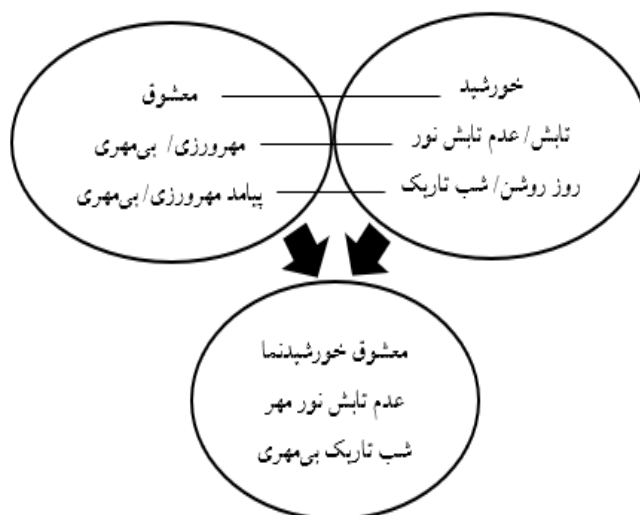 خورشید
تابش/ عدم تابش نور
روز روشن/ شب تاریک
معشوق
مهرورزی/ بی‌مهری
پیامد مهرورزی/ بی‌مهری
معشوق خورشیدنما
عدم تابش نور مهر
شب تاریک بی‌مهری